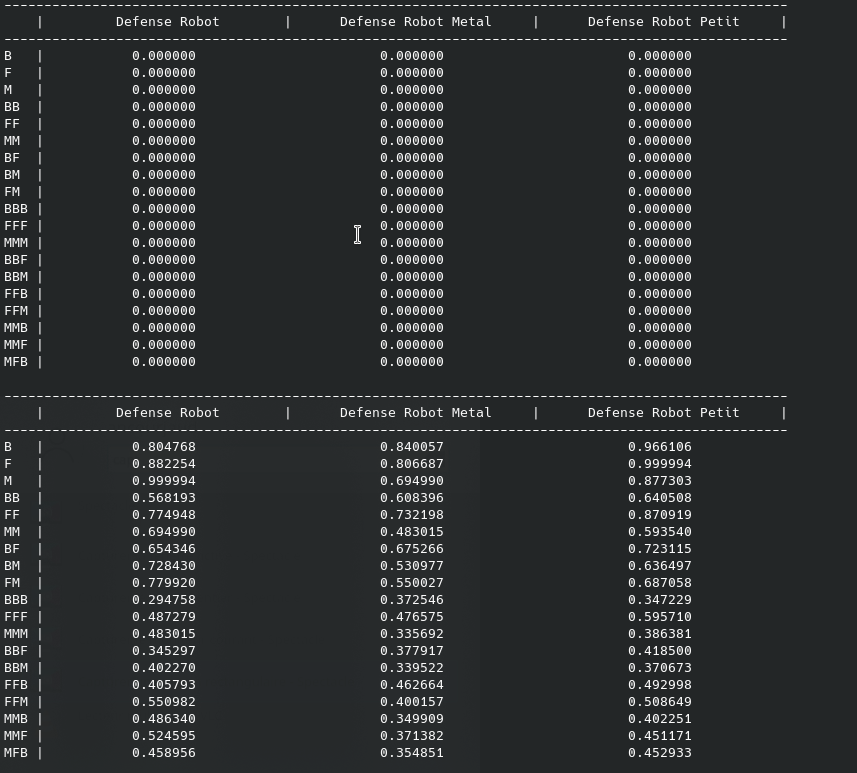 -------------------------------------------------------------------------------------------------
| Defense Robot | Defense Robot Metal | Defense Robot Petit |
-------------------------------------------------------------------------------------------------
B | 0.000000 0.000000 0.000000
F | 0.000000 0.000000 0.000000
M | 0.000000 0.000000 0.000000
BB | 0.000000 0.000000 0.000000
FF | 0.000000 0.000000 0.000000
MM | 0.000000 0.000000 0.000000
BF | 0.000000 0.000000 0.000000
BM | 0.000000 0.000000 0.000000
FM | 0.000000 0.000000 0.000000
BBB | 0.000000 0.000000 0.000000
FFF | 0.000000 0.000000 0.000000
MMM | 0.000000 0.000000 0.000000
BBF | 0.000000 0.000000 0.000000
BBM | 0.000000 0.000000 0.000000
FFB | 0.000000 0.000000 0.000000
FFM | 0.000000 0.000000 0.000000
MMB | 0.000000 0.000000 0.000000
MMF | 0.000000 0.000000 0.000000
MFB | 0.000000 0.000000 0.000000
-------------------------------------------------------------------------------------------------
| Defense Robot | Defense Robot Metal | Defense Robot Petit |
-------------------------------------------------------------------------------------------------
B | 0.804768 0.840057 0.966106
F | 0.882254 0.806687 0.999994
M | 0.999994 0.694990 0.877303
BB | 0.568193 0.608396 0.640508
FF | 0.774948 0.732198 0.870919
MM | 0.694990 0.483015 0.593540
BF | 0.654346 0.675266 0.723115
BM | 0.728430 0.530977 0.636497
FM | 0.779920 0.550027 0.687058
BBB | 0.294758 0.372546 0.347229
FFF | 0.487279 0.476575 0.595710
MMM | 0.483015 0.335692 0.386381
BBF | 0.345297 0.377917 0.418500
BBM | 0.402270 0.339522 0.370673
FFB | 0.405793 0.462664 0.492998
FFM | 0.550982 0.400157 0.508649
MMB | 0.486340 0.349909 0.402251
MMF | 0.524595 0.371382 0.451171
MFB | 0.458956 0.354851 0.452933